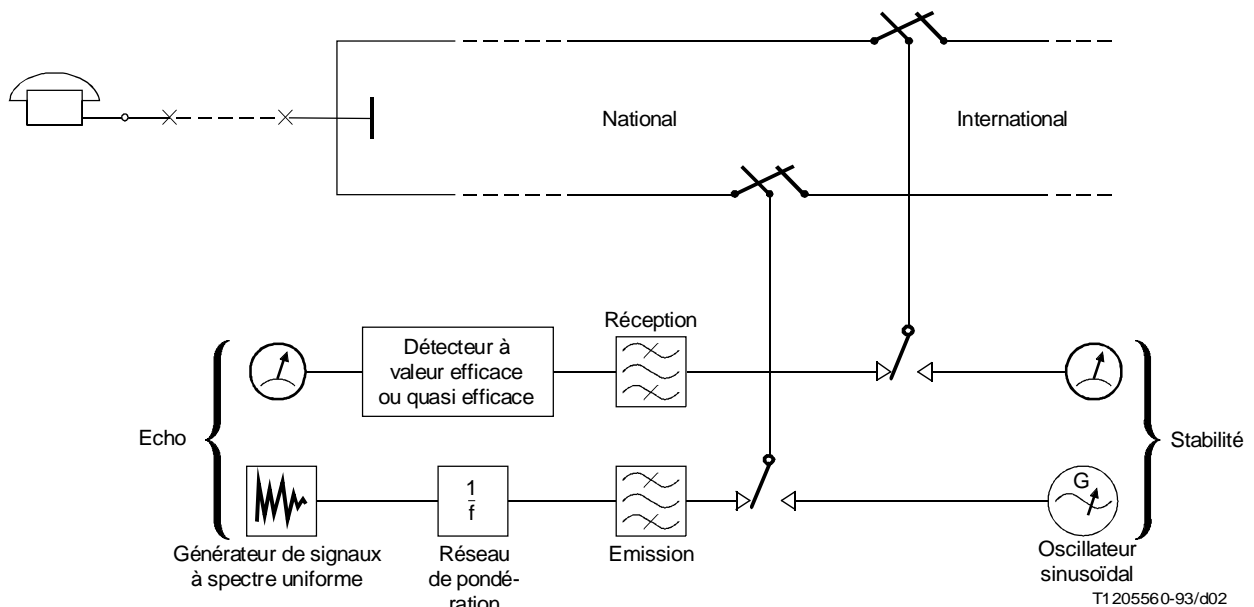 National
International
Réception
Détecteur à
valeur efficace
ou quasi efficace
Echo
Stabilité
1
f
G
Générateur de signaux
à spectre uniforme
Réseau
de pondé-
ration
Emission
Oscillateur
sinusoïdal
T1205560-93/d02